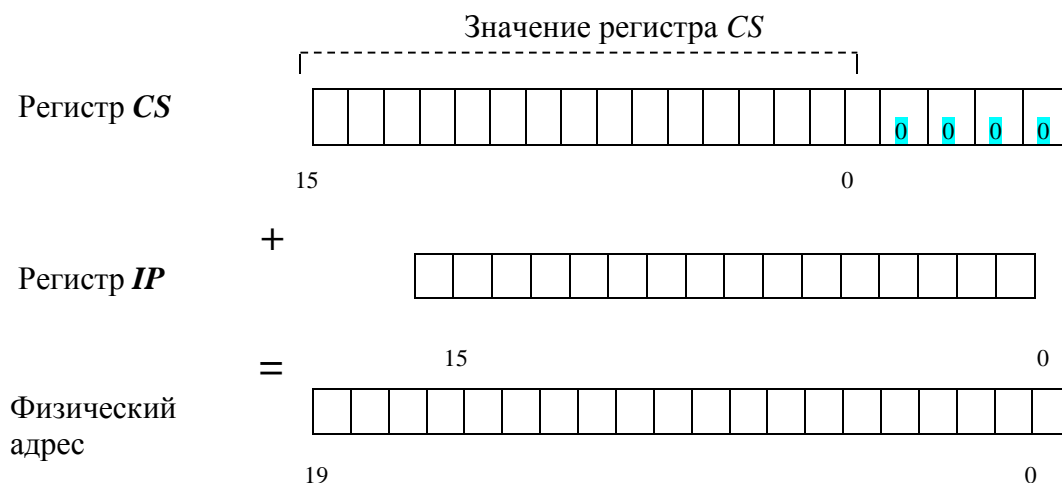 Значение регистра CS
Регистр CS
0 0 0 0
15 0
+
Регистр IP
15 0
=
Физический
адрес
19 0